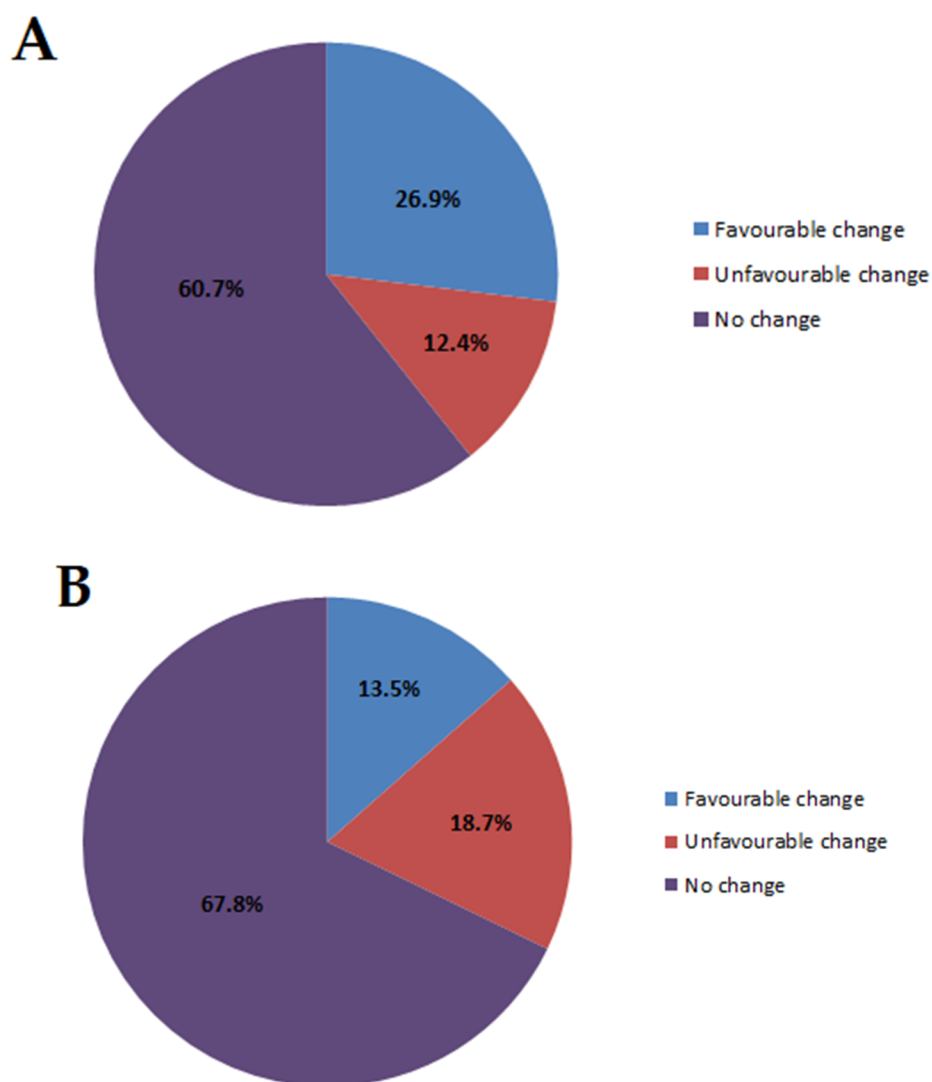 A
26.9%
60.7%
12.4%
Favourable change
Unfavourable change
No change
B
13.5%
18.7%
67.8%
Favourable change
Unfavourable change
No change